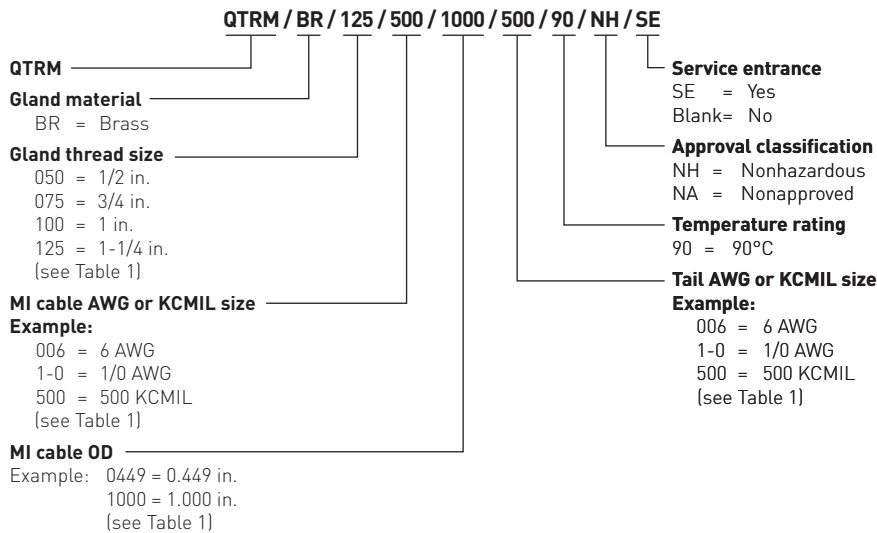 QTRM / BR / 125 / 500 / 1000 / 500 / 90 / NH / SE
QTRM
Gland material
BR = Brass
Gland thread size
050 = 1/2 in.
075 = 3/4 in.
100 = 1 in.
125 = 1-1/4 in.
(see Table 1)
MI cable AWG or KCMIL size
Example:
006 = 6 AWG
1-0 = 1/0 AWG
500 = 500 KCMIL
(see Table 1)
MI cable OD
Example: 0449 = 0.449 in.
1000 = 1.000 in.
(see Table 1)
Service entrance
SE = Yes
Blank= No
Approval classification
NH = Nonhazardous
NA = Nonapproved
Temperature rating
90 = 90°C
Tail AWG or KCMIL size
Example:
006 = 6 AWG
1-0 = 1/0 AWG
500 = 500 KCMIL
(see Table 1)